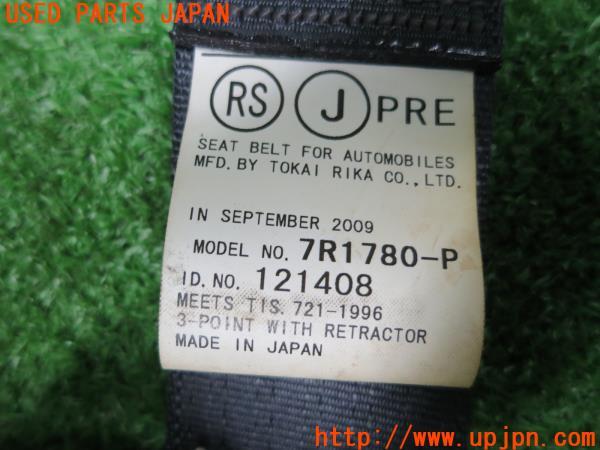 USED PARTS JAPAN
RS J PRE
SEAT BELT FOR AUTOMOBILES
MFD. BY TOKAI RIKA CO., LTD.
IN SEPTEMBER 2009
MODEL NO. 7R1780-P
I.D. NO. 121408
MEETS TIS. 721-1996
3-POINT WITH RETRACTOR
MADE IN JAPAN
http://www.upjpn.com/